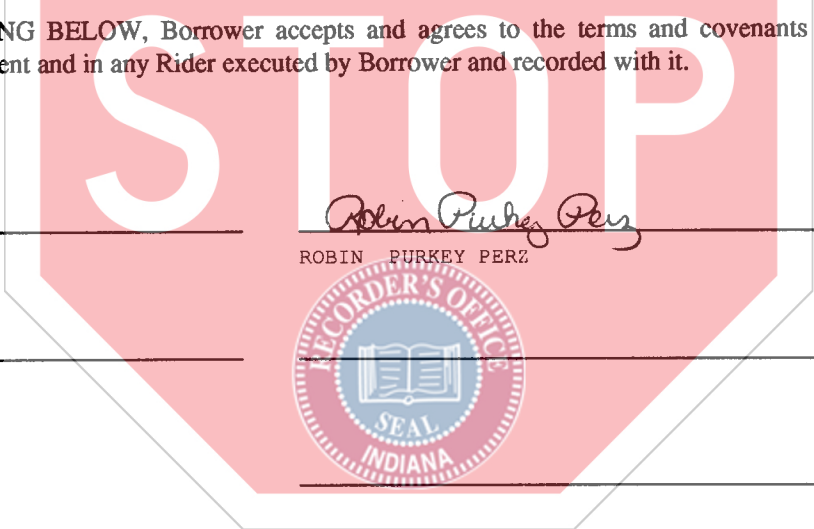 NG BELOW, Borrower accepts and agrees to the terms and covenants
ent and in any Rider executed by Borrower and recorded with it.
STOP
Robin Purkey Perz
ROBIN PURKEY PERZ
RECORDER'S OFFICE
SEAL
INDIANA